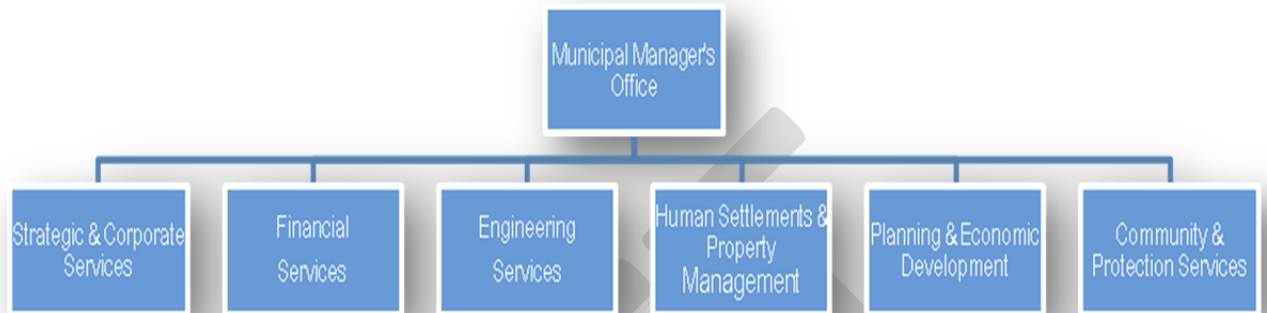 Municipal Manager's
Office
Strategic & Corporate
Services
Financial
Services
Engineering
Services
Human Settlements &
Property
Management
Planning & Economic
Development
Community &
Protection Services